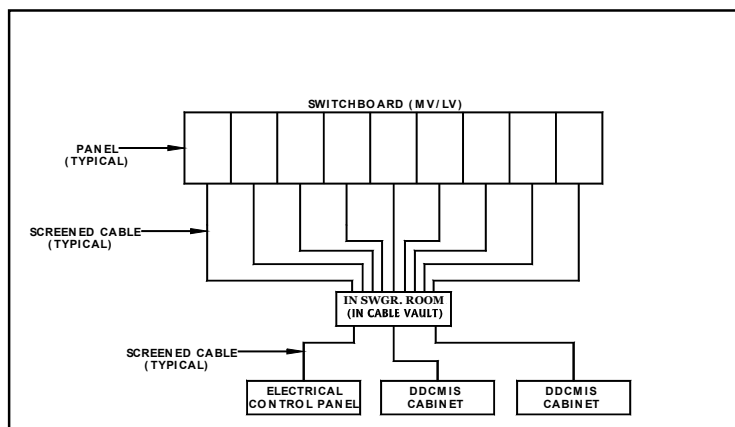 SWITCHBOARD (MV/LV)
PANEL
(TYPICAL)
SCREENED CABLE
(TYPICAL)
IN SWGR. ROOM
(IN CABLE VAULT)
SCREENED CABLE
(TYPICAL)
ELECTRICAL
CONTROL PANEL
DDCMIS
CABINET
DDCMIS
CABINET